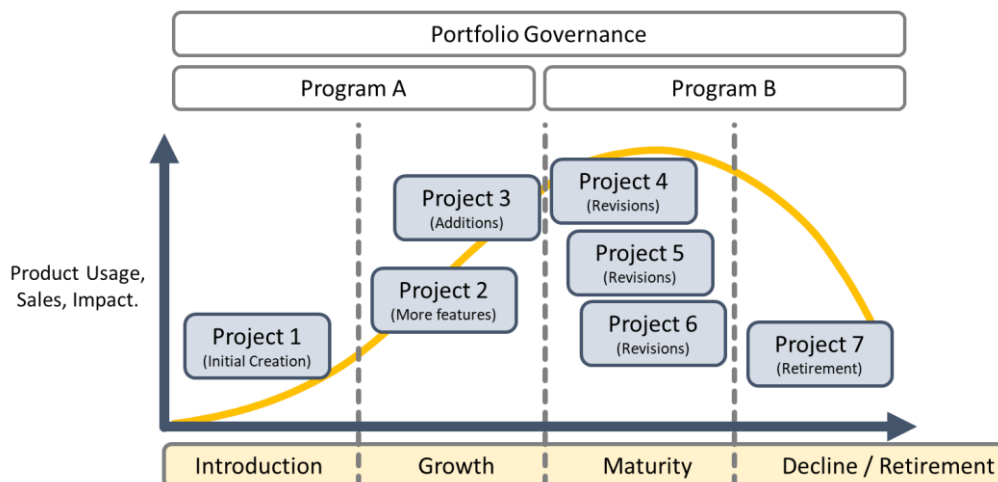 Portfolio Governance
Program A
Program B
Project 4
(Revisions)
Project 3
(Additions)
Project 5
(Revisions)
Product Usage,
Sales, Impact.
Project 2
(More features)
Project 6
(Revisions)
Project 1
(Initial Creation)
Project 7
(Retirement)
Introduction
Growth
Maturity
Decline / Retirement